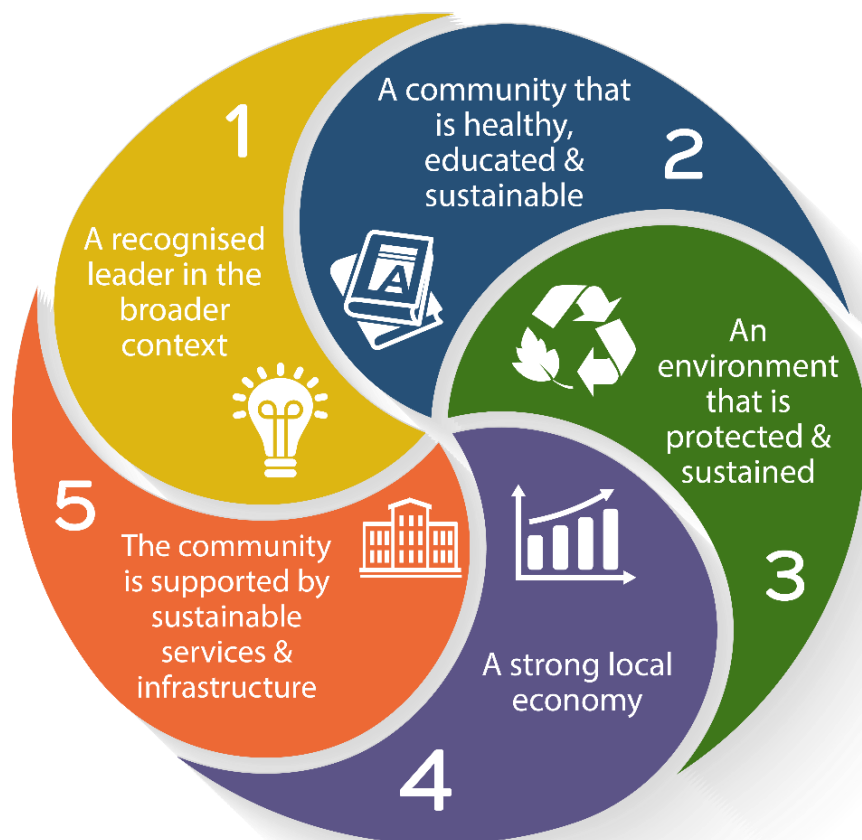 1
A recognised
leader in the
broader
context
2
A community that
is healthy,
educated &
sustainable
A
3
An
environment
that is
protected &
sustained
4
A strong local
economy
5
The community
is supported by
sustainable
services &
infrastructure